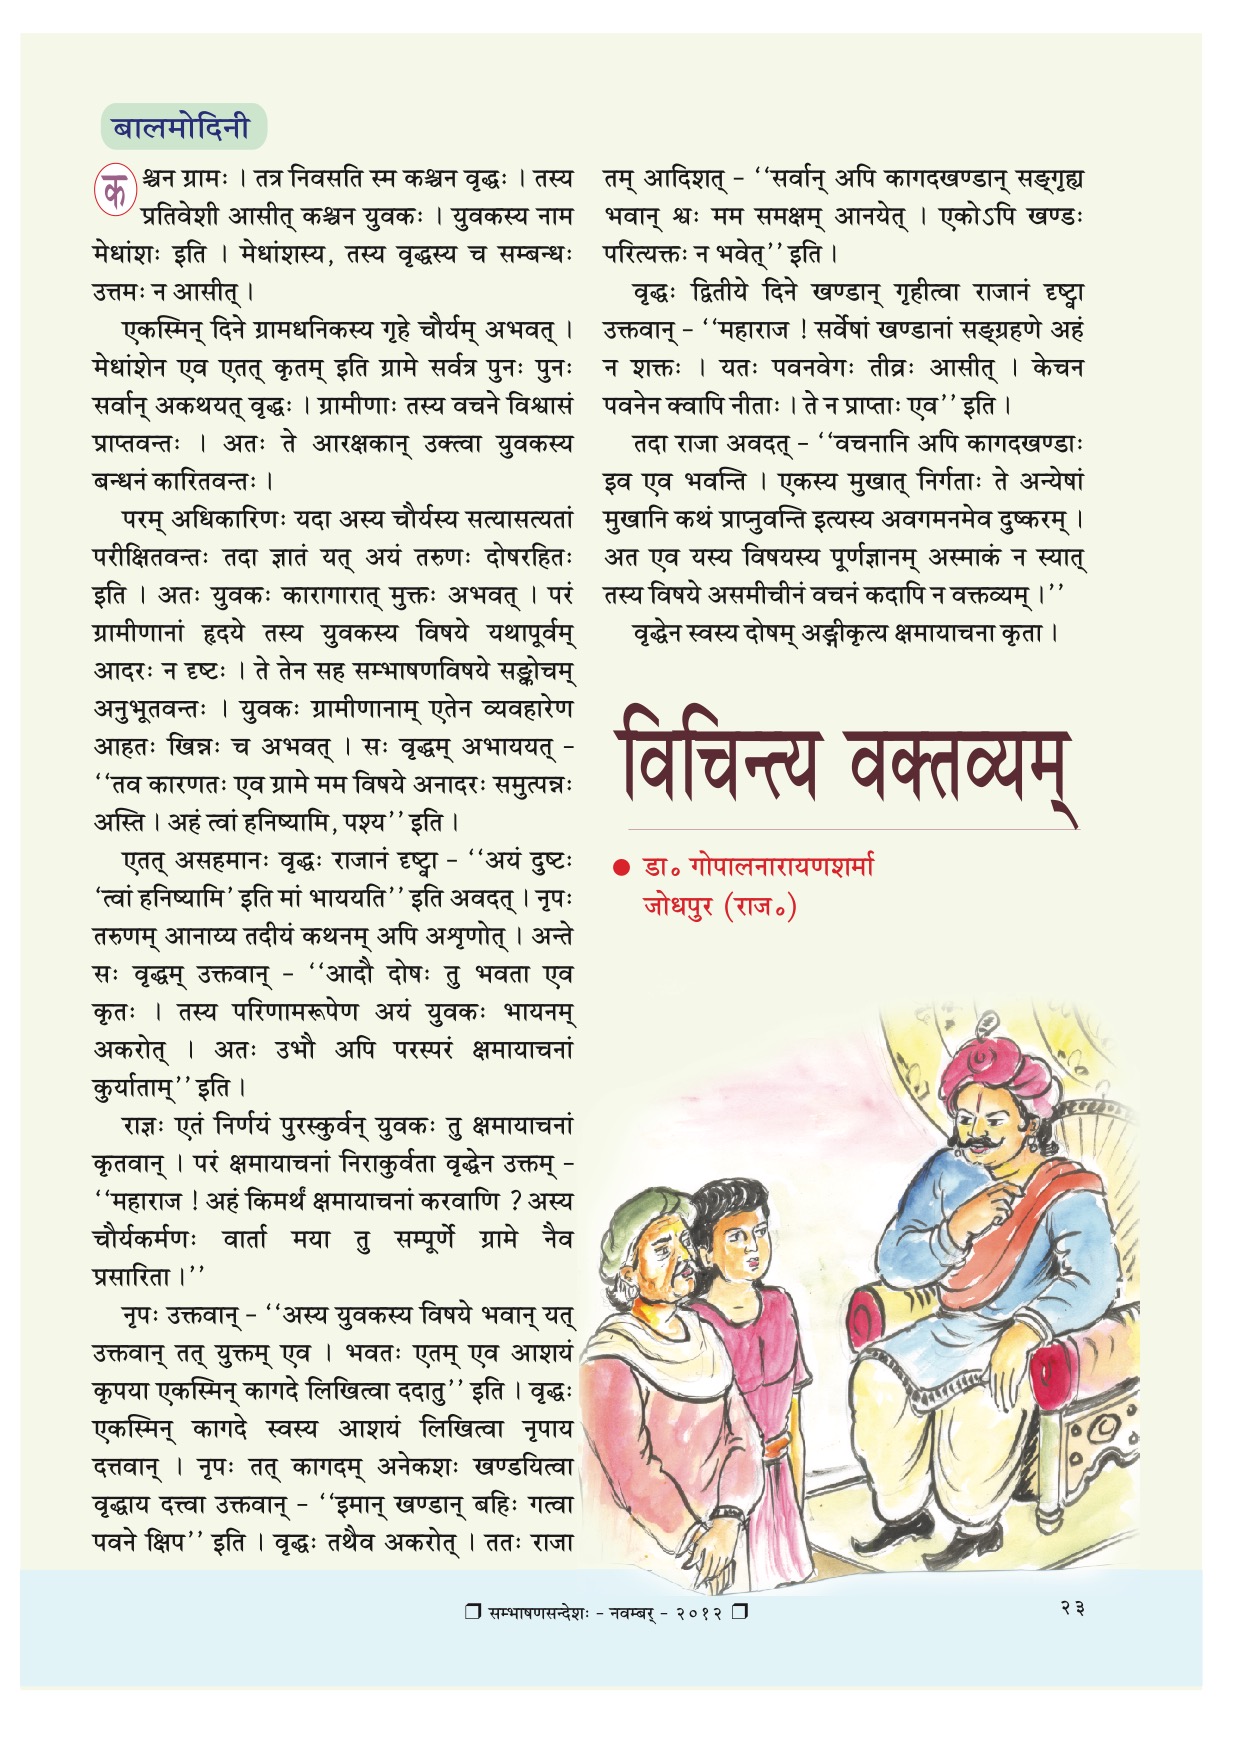 बालमोदिनी
कश्चन ग्रामः । तत्र निवसति स्म कश्चन वृद्धः । तस्य
प्रतिवेशी आसीत् कश्चन युवकः । युवकस्य नाम
मेधांशः इति । मेधांशस्य, तस्य वृद्धस्य च सम्बन्धः
उत्तमः न आसीत् ।
एकस्मिन् दिने ग्रामधनिकस्य गृहे चौर्यम् अभवत् ।
मेधांशेन एव एतत् कृतम् इति ग्रामे सर्वत्र पुनः पुनः
सर्वान् अकथयत् वृद्धः । ग्रामीणाः तस्य वचने विश्वासं
प्राप्तवन्तः । अतः ते आरक्षकान् उक्त्वा युवकस्य
बन्धनं कारितवन्तः ।
परम् अधिकारिणः यदा अस्य चौर्यस्य सत्यासत्यतां
परीक्षितवन्तः तदा ज्ञातं यत् अयं तरुणः दोषरहितः
इति । अतः युवकः कारागारात् मुक्तः अभवत् । परं
ग्रामीणानां हृदये तस्य युवकस्य विषये यथापूर्वम्
आदरः न दृष्टः । ते तेन सह सम्भाषणविषये सङ्कोचम्
अनुभूतवन्तः । युवकः ग्रामीणानाम् एतेन व्यवहारेण
आहतः खिन्नः च अभवत् । सः वृद्धम् अभाययत् –
‘‘तव कारणतः एव ग्रामे मम विषये अनादरः समुत्पन्नः
अस्ति । अहं त्वां हनिष्यामि, पश्य’’ इति ।
एतत् असहमानः वृद्धः राजानं दृष्ट्वा – ‘‘अयं दुष्टः
‘त्वां हनिष्यामि’ इति मां भाययति’’ इति अवदत् । नृपः
तरुणम् आनाय्य तदीयं कथनम् अपि अशृणोत् । अन्ते
सः वृद्धम् उक्तवान् – ‘‘आदौ दोषः तु भवता एव
कृतः । तस्य परिणामरूपेण अयं युवकः भायनम्
अकरोत् । अतः उभौ अपि परस्परं क्षमायाचनां
कुर्याताम्’’ इति ।
राज्ञः एतं निर्णयं पुरस्कुर्वन् युवकः तु क्षमायाचनां
कृतवान् । परं क्षमायाचनां निराकुर्वता वृद्धेन उक्तम् –
‘‘महाराज ! अहं किमर्थं क्षमायाचनां करवाणि ? अस्य
चौर्यकर्मणः वार्ता मया तु सम्पूर्णे ग्रामे नैव
प्रसारिता ।’’
नृपः उक्तवान् – ‘‘अस्य युवकस्य विषये भवान् यत्
उक्तवान् तत् युक्तम् एव । भवतः एतम् एव आशयं
कृपया एकस्मिन् कागदे लिखित्वा ददातु’’ इति । वृद्धः
एकस्मिन् कागदे स्वस्य आशयं लिखित्वा नृपाय
दत्तवान् । नृपः तत् कागदम् अनेकशः खण्डयित्वा
वृद्धाय दत्त्वा उक्तवान् – ‘‘इमान् खण्डान् बहिः गत्वा
पवने क्षिप’’ इति । वृद्धः तथैव अकरोत् । ततः राजा
तम् आदिशत् – ‘‘सर्वान् अपि कागदखण्डान् सङ्गृह्य
भवान् श्वः मम समक्षम् आनयेत् । एकोऽपि खण्डः
परित्यक्तः न भवेत्’’ इति ।
वृद्धः द्वितीये दिने खण्डान् गृहीत्वा राजानं दृष्ट्वा
उक्तवान् – ‘‘महाराज ! सर्वेषां खण्डानां सङ्ग्रहणे अहं
न शक्तः । यतः पवनवेगः तीव्रः आसीत् । केचन
पवनेन क्वापि नीताः । ते न प्राप्ताः एव’’ इति ।
तदा राजा अवदत् – ‘‘वचनानि अपि कागदखण्डाः
इव एव भवन्ति । एकस्य मुखात् निर्गताः ते अन्येषां
मुखानि कथं प्राप्नुवन्ति इत्यस्य अवगमनमेव दुष्करम् ।
अत एव यस्य विषयस्य पूर्णज्ञानम् अस्माकं न स्यात्
तस्य विषये असमीचीनं वचनं कदापि न वक्तव्यम् ।’’
वृद्धेन स्वस्य दोषम् अङ्गीकृत्य क्षमायाचना कृता ।
विचिन्त्य वक्तव्यम्
● डा॰ गोपालनारायणशर्मा
जोधपुर (राज॰)
❐ सम्भाषणसन्देशः – नवम्बर् – २०१२ ❐
२३